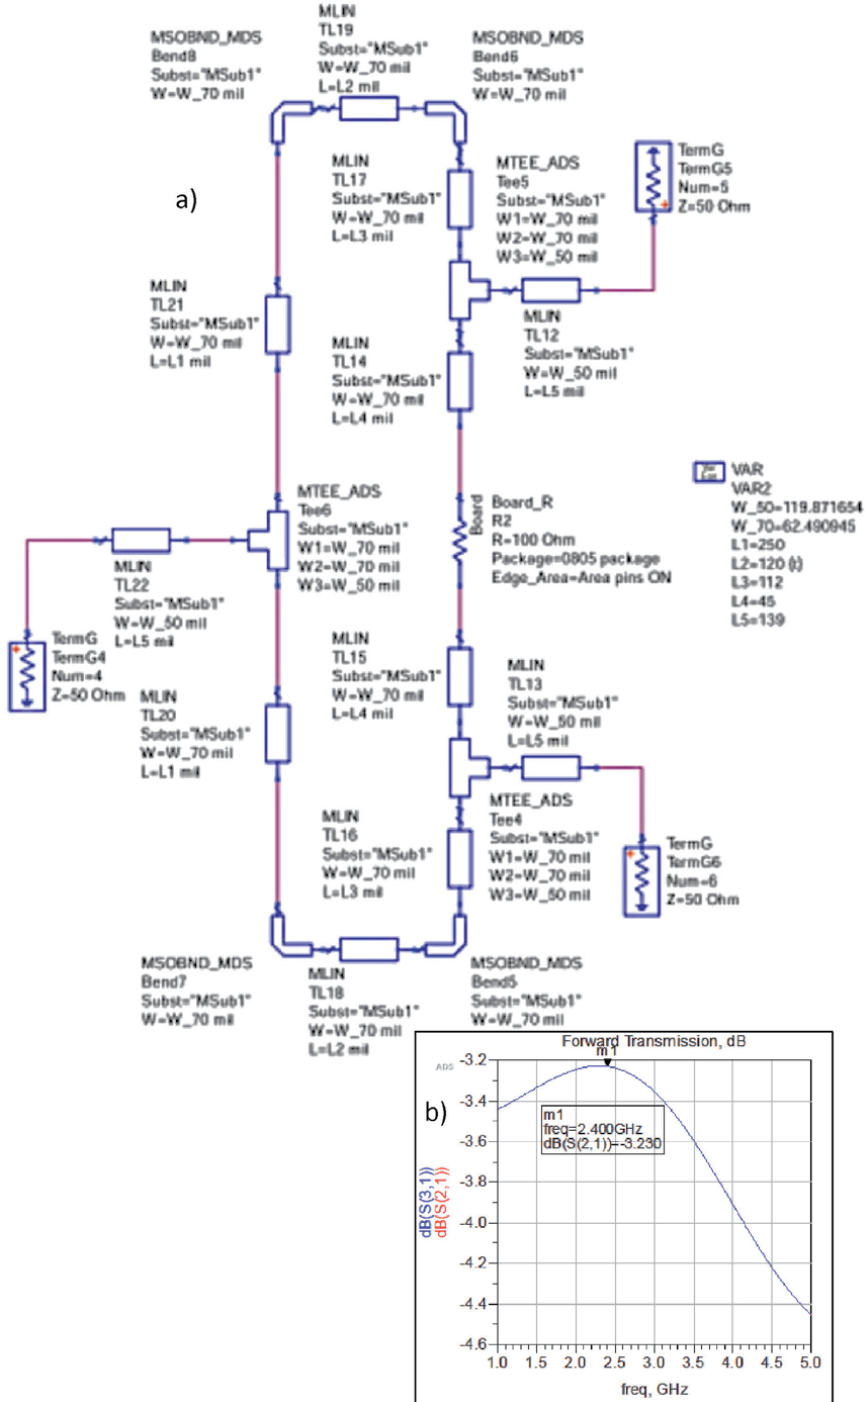 MLIN
TL19
Subst="MSub1"
W=W_70 mil
L=L2 mil
MSOBND_MDS
Bend8
Subst="MSub1"
W=W_70 mil
MSOBND_MDS
Bend6
Subst="MSub1"
W=W_70 mil
a)
MLIN
TL17
Subst="MSub1"
W=W_70 mil
L=L3 mil
MTEE_ADS
Tee5
Subst="MSub1"
W1=W_70 mil
W2=W_70 mil
W3=W_50 mil
TermG
TermG5
Num=5
Z=50 Ohm
MLIN
TL21
Subst="MSub1"
W=W_70 mil
L=L1 mil
MLIN
TL14
Subst="MSub1"
W=W_70 mil
L=L4 mil
MLIN
TL12
Subst="MSub1"
W=W_50 mil
L=L5 mil
MTEE_ADS
Tee6
Subst="MSub1"
W1=W_70 mil
W2=W_70 mil
W3=W_50 mil
Board
Board_R
R2
R=100 Ohm
Package=0805 package
Edge_Area=Area pins ON
VAR
VAR2
W_50=119.871654
W_70=62.490945
L1=250
L2=120 {t}
L3=112
L4=45
L5=139
MLIN
TL22
Subst="MSub1"
W=W_50 mil
L=L5 mil
TermG
TermG4
Num=4
Z=50 Ohm
MLIN
TL20
Subst="MSub1"
W=W_70 mil
L=L1 mil
MLIN
TL15
Subst="MSub1"
W=W_70 mil
L=L4 mil
MLIN
TL13
Subst="MSub1"
W=W_50 mil
L=L5 mil
MLIN
TL16
Subst="MSub1"
W=W_70 mil
L=L3 mil
MTEE_ADS
Tee4
Subst="MSub1"
W1=W_70 mil
W2=W_70 mil
W3=W_50 mil
TermG
TermG6
Num=6
Z=50 Ohm
MSOBND_MDS
Bend7
Subst="MSub1"
W=W_70 mil
MLIN
TL18
Subst="MSub1"
W=W_70 mil
L=L2 mil
MSOBND_MDS
Bend5
Subst="MSub1"
W=W_70 mil
b)
ADS
Forward Transmission, dB
m1
m1
freq=2.400GHz
dB(S(2,1))=-3.230
dB(S(3,1))
dB(S(2,1))
-3.2
-3.4
-3.6
-3.8
-4.0
-4.2
-4.4
-4.6
1.0 1.5 2.0 2.5 3.0 3.5 4.0 4.5 5.0
freq, GHz